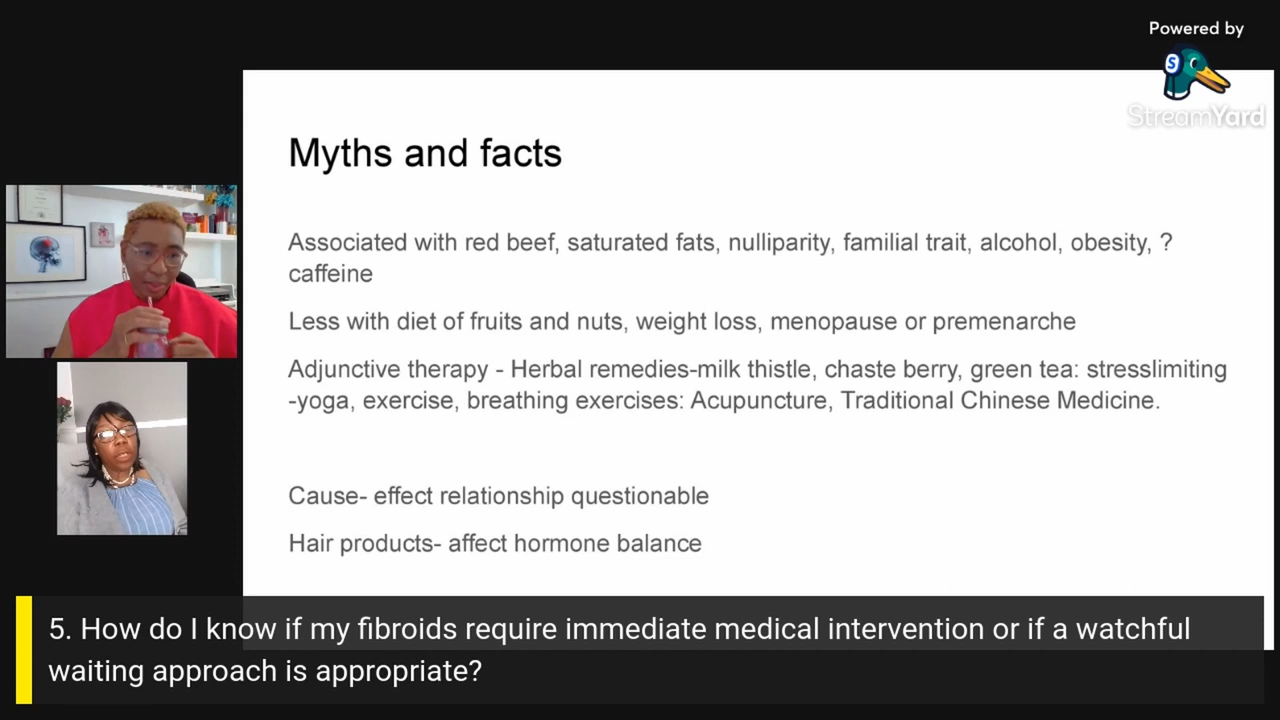 Powered by
S
StreamYard
Myths and facts
Associated with red beef, saturated fats, nulliparity, familial trait, alcohol, obesity, ?
caffeine
Less with diet of fruits and nuts, weight loss, menopause or premenarche
Adjunctive therapy - Herbal remedies-milk thistle, chaste berry, green tea: stresslimiting
-yoga, exercise, breathing exercises: Acupuncture, Traditional Chinese Medicine.
Cause- effect relationship questionable
Hair products- affect hormone balance
5. How do I know if my fibroids require immediate medical intervention or if a watchful
waiting approach is appropriate?